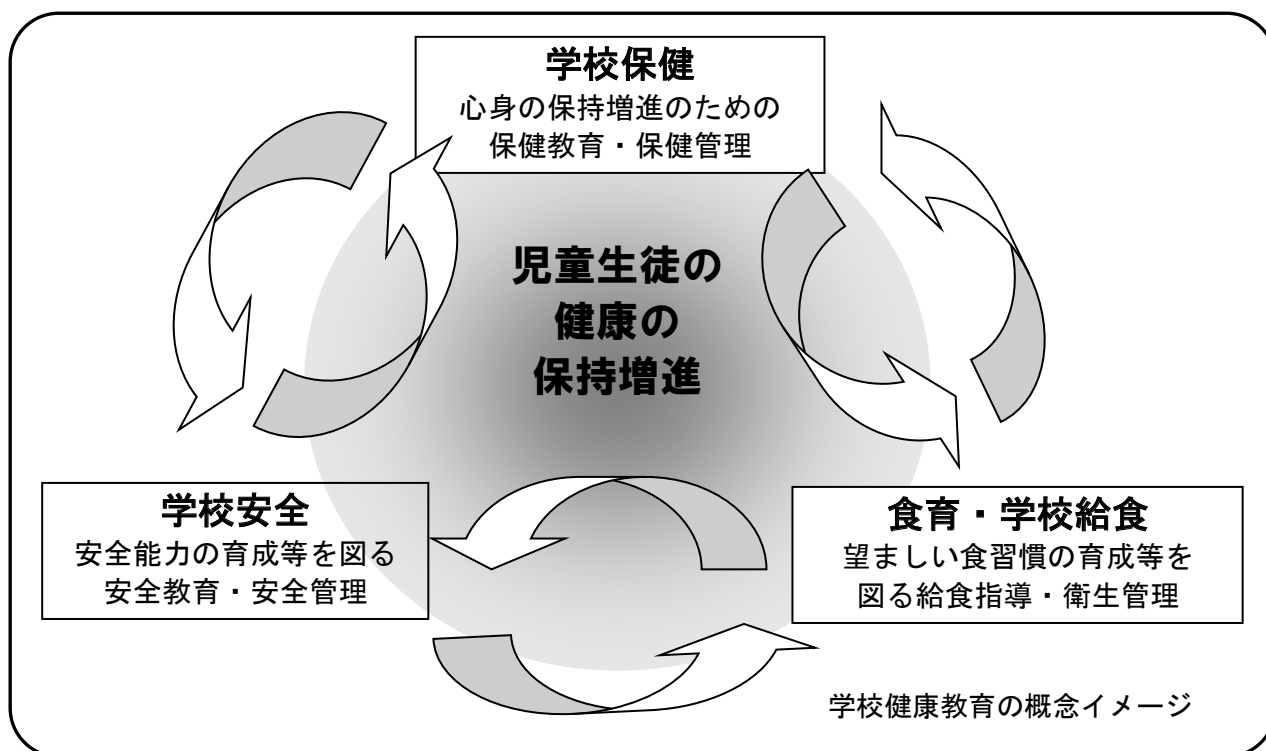 学校保健
心身の保持増進のための
保健教育・保健管理
児童生徒の
健康の
保持増進
学校安全
安全能力の育成等を図る
安全教育・安全管理
食育・学校給食
望ましい食習慣の育成等を
図る給食指導・衛生管理
学校健康教育の概念イメージ